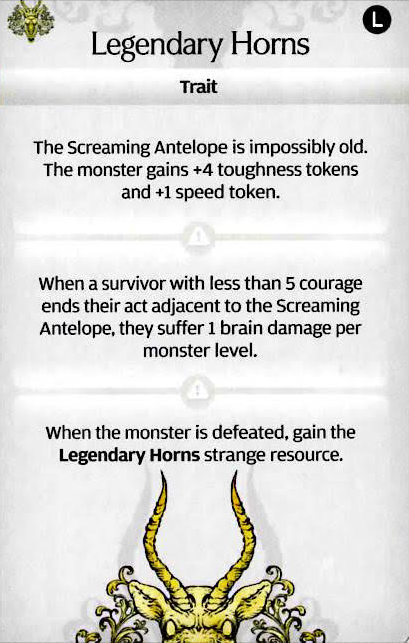 L
Legendary Horns
Trait
The Screaming Antelope is impossibly old.
The monster gains +4 toughness tokens
and +1 speed token.
When a survivor with less than 5 courage
ends their act adjacent to the Screaming
Antelope, they suffer 1 brain damage per
monster level.
When the monster is defeated, gain the
Legendary Horns strange resource.